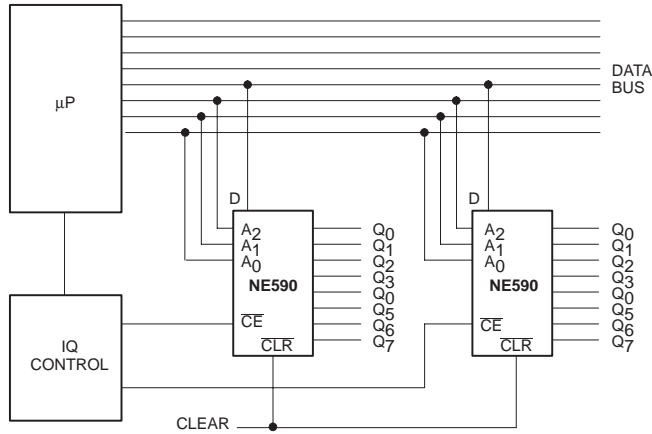 μP
DATA
BUS
D
D
A2
A1
A0
NE590
CE
CLR
Q0
Q1
Q2
Q3
Q0
Q5
Q6
Q7
A2
A1
A0
NE590
CE
CLR
Q0
Q1
Q2
Q3
Q0
Q5
Q6
Q7
IQ
CONTROL
CLEAR